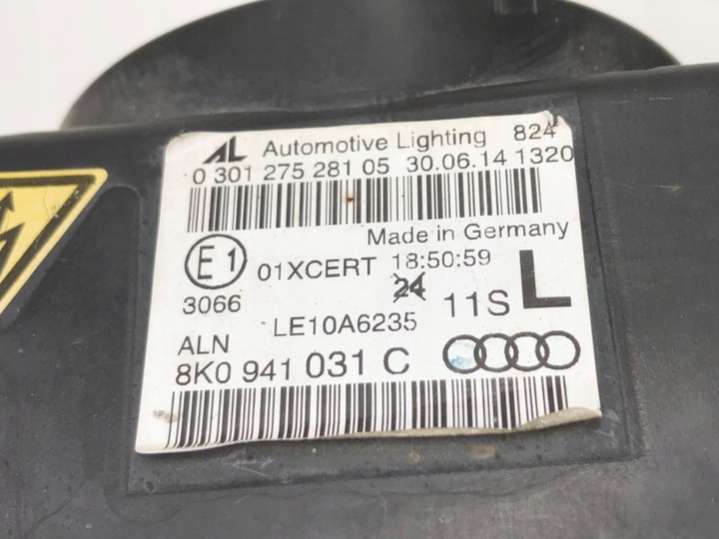 AL Automotive Lighting 824
0 301 275 281 05 30.06.14 1320
Made in Germany
E1 01XCERT 18:50:59
3066 24 11S L
LE10A6235
ALN
8K0 941 031 C